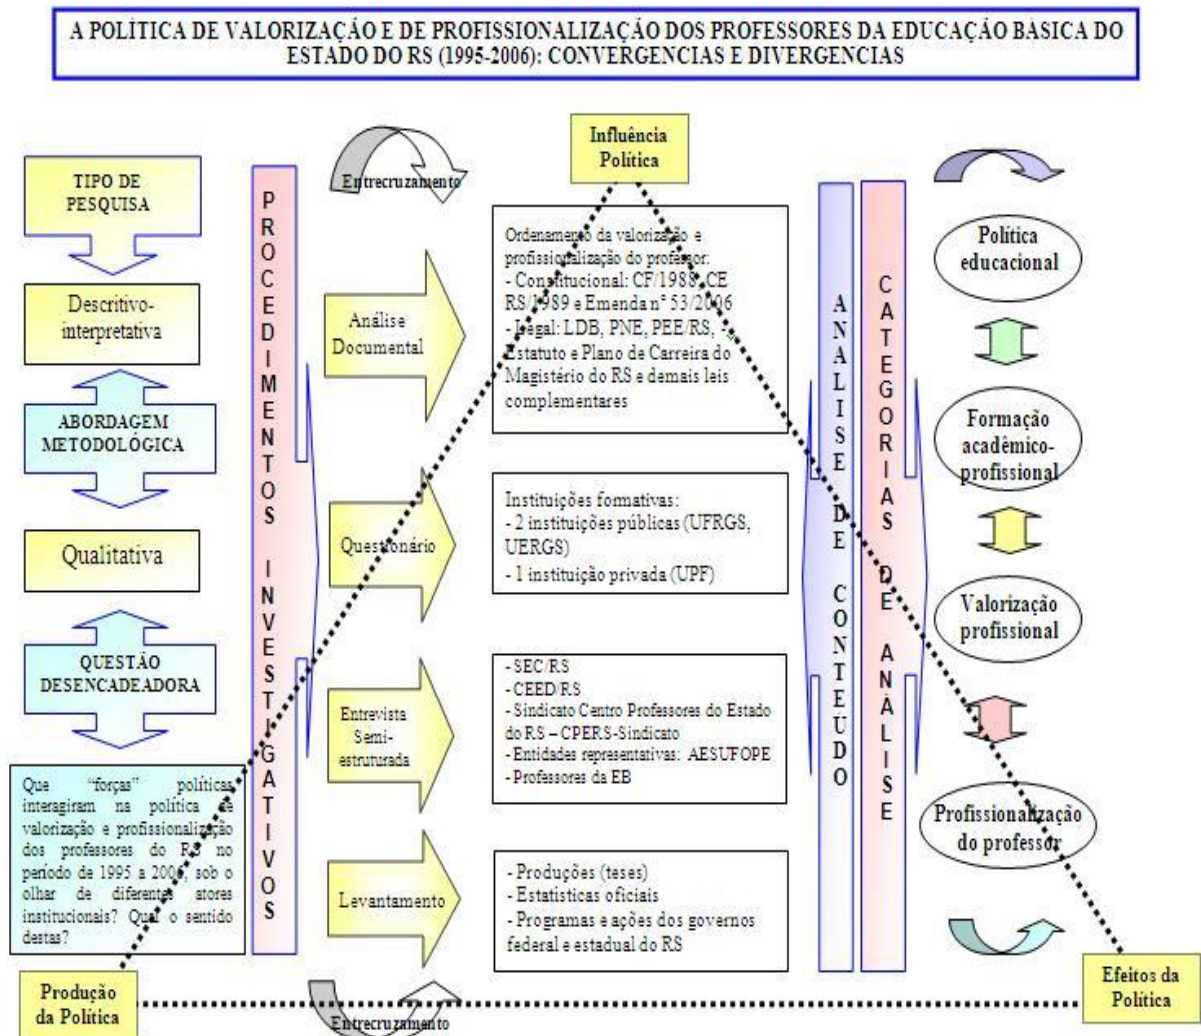 A POLÍTICA DE VALORIZAÇÃO E DE PROFISSIONALIZAÇÃO DOS PROFESSORES DA EDUCAÇÃO BÁSICA DO
ESTADO DO RS (1995-2006): CONVERGENCIAS E DIVERGENCIAS
TIPO DE
PESQUISA
Descritivo-
interpretativa
ABORDAGEM
METODOLÓGICA
Qualitativa
QUESTÃO
DESENCADEADORA
Que "forças" políticas
interagiram na política de
valorização e profissionalização
dos professores do RS no
período de 1995 a 2006, sob o
olhar de diferentes atores
institucionais? Qual o sentido
destas?
Produção
da Política
PROCEDIMENTOS INVESTIGATIVOS
Entrecruzamento
Análise
Documental
Questionário
Entrevista
Semi-
estruturada
Levantamento
Entrecruzamento
Influência
Política
Ordenamento da valorização e
profissionalização do professor:
- Constitucional: CF/1988, CE
RS/1989 e Emenda n° 53/2006
- Legal: LDB, PNE, PEE/RS, -
Estatuto e Plano de Carreira do
Magistério do RS e demais leis
complementares
Instituições formativas:
- 2 instituições públicas (UFRGS,
UERGS)
- 1 instituição privada (UPF)
- SEC/RS
- CEED/RS
- Sindicato Centro Professores do Estado
do RS – CPERS-Sindicato
- Entidades representativas: AESUFOPE
- Professores da EB
- Produções (teses)
- Estatisticas oficiais
- Programas e ações dos governos
federal e estadual do RS
ANALISE DE CONTEÚDO
CATEGORIAS DE ANÁLISE
Política
educacional
Formação
acadêmico-
profissional
Valorização
profissional
Profissionalização
do professor
Efeitos da
Política